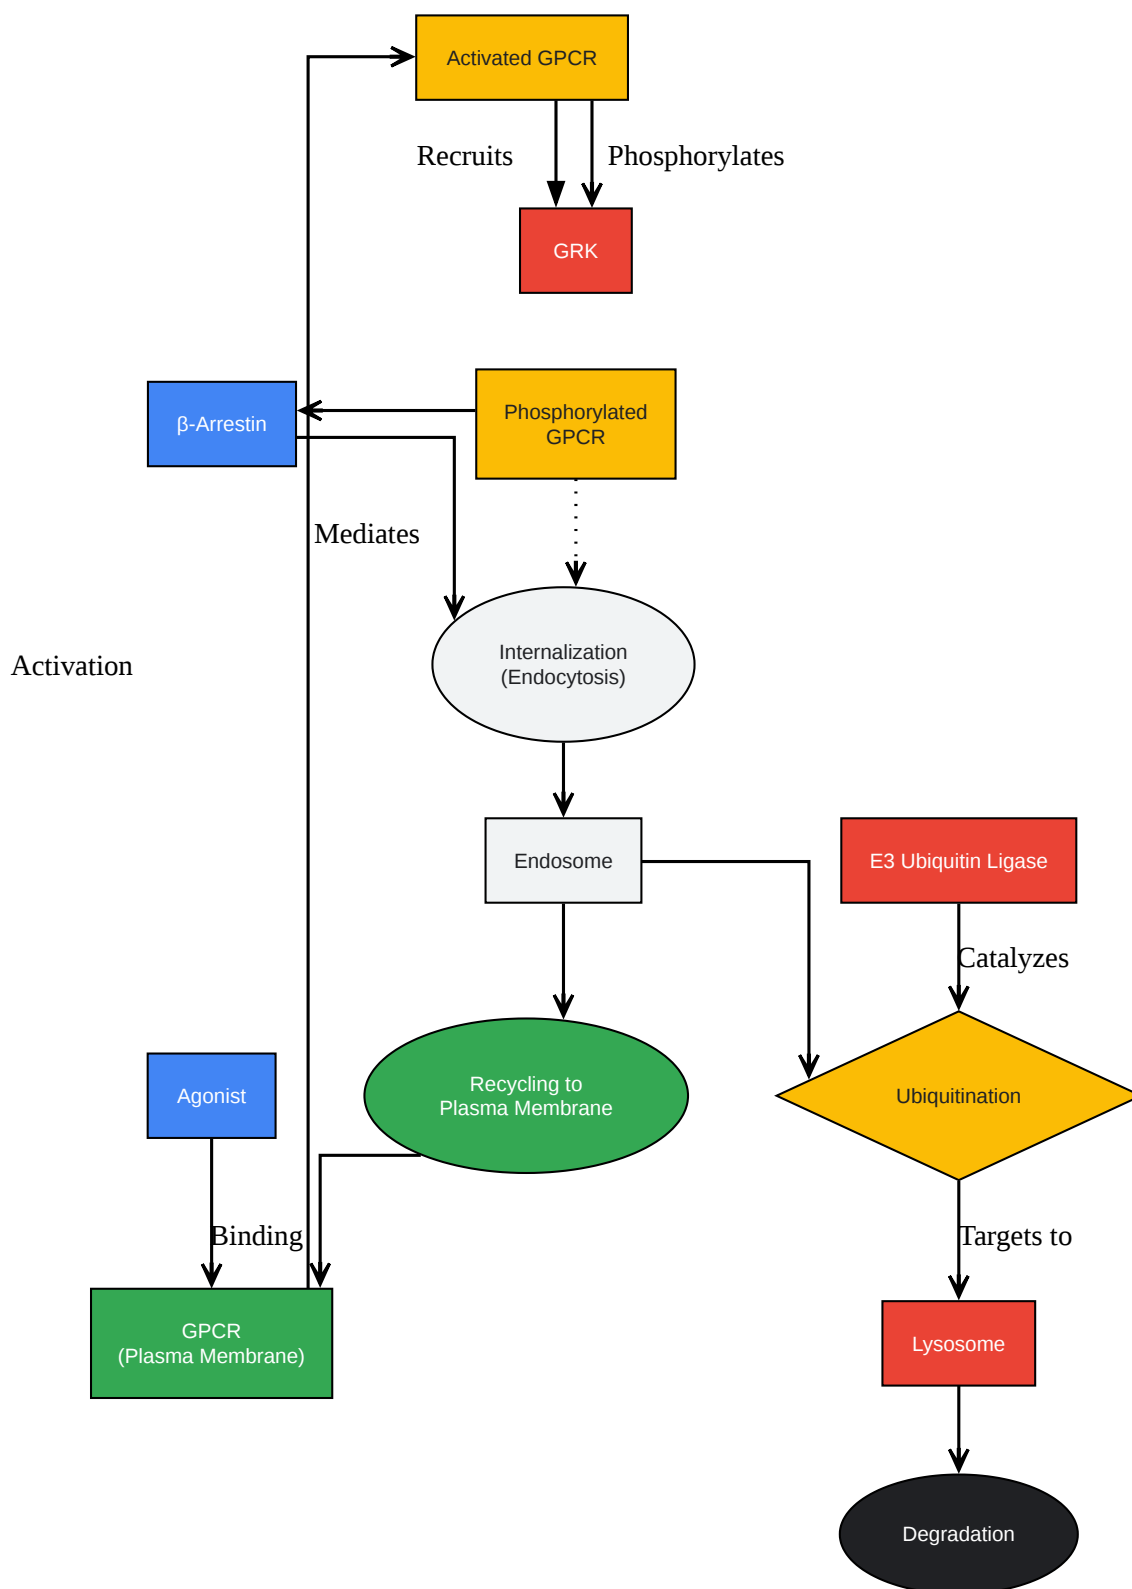 Activated GPCR
Recruits
Phosphorylates
GRK
β-Arrestin
Phosphorylated
GPCR
Mediates
Internalization
(Endocytosis)
Activation
Endosome
E3 Ubiquitin Ligase
Catalyzes
Agonist
Recycling to
Plasma Membrane
Ubiquitination
Binding
Targets to
GPCR
(Plasma Membrane)
Lysosome
Degradation